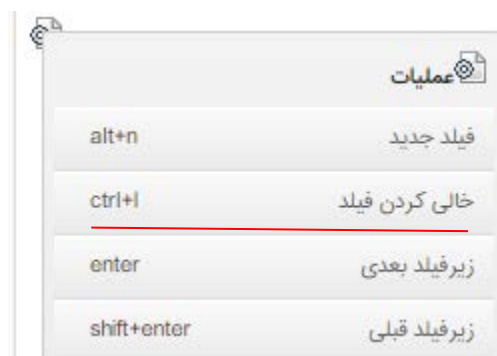 عملیات
فیلد جدید alt+n
خالی کردن فیلد ctrl+l
زیرفیلد بعدی enter
زیرفیلد قبلی shift+enter